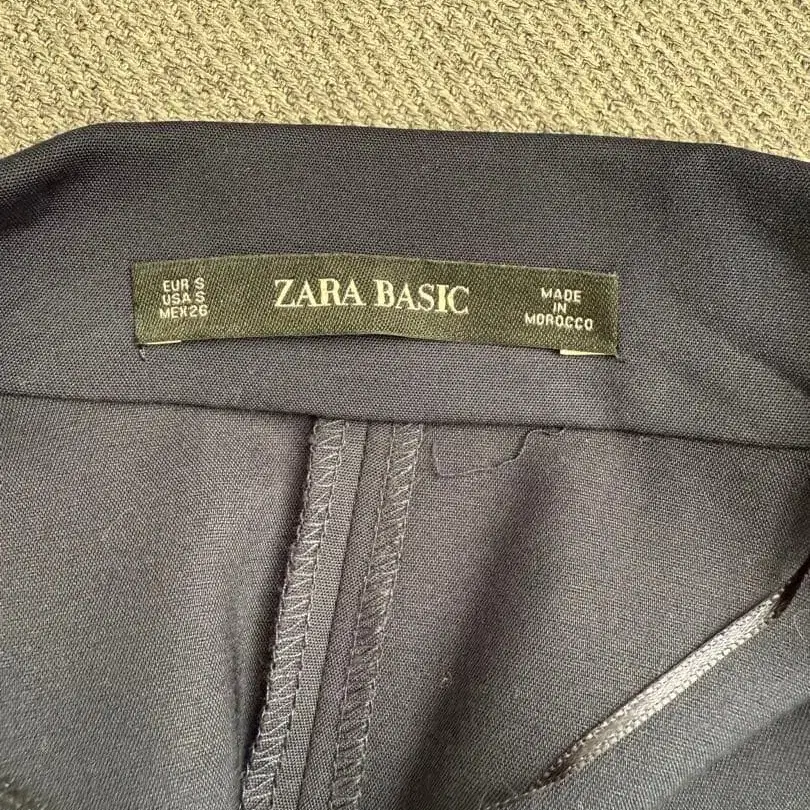 EUR S
USA S
MEX 26
ZARA BASIC
MADE
IN
MOROCCO